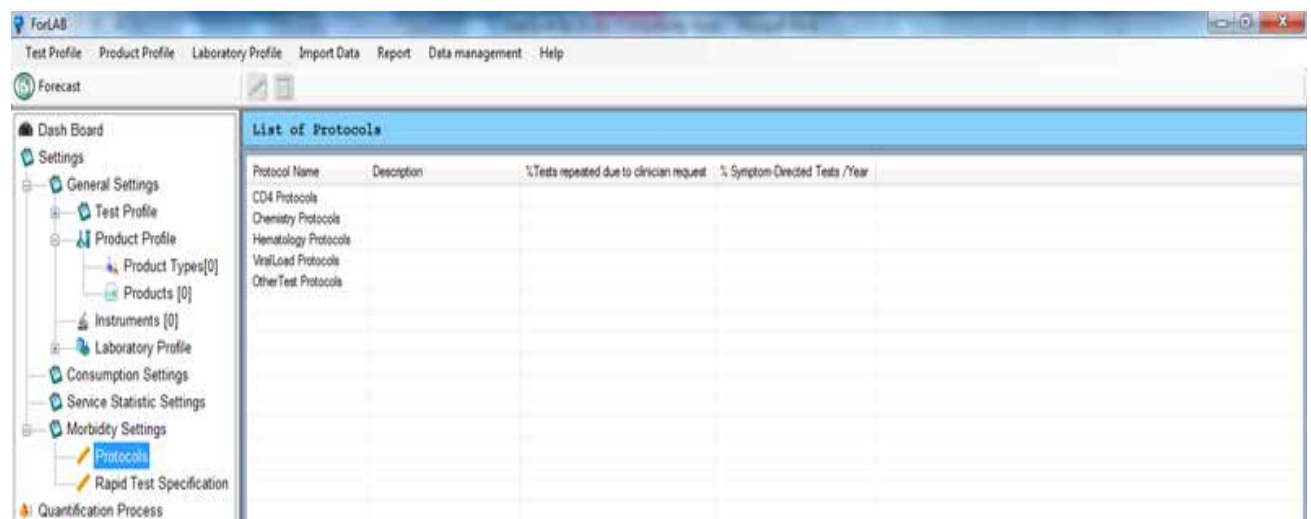 ForLAB
Test Profile Product Profile Laboratory Profile Import Data Report Data management Help
Forecast
Dash Board
Settings
General Settings
Test Profile
Product Profile
Product Types[0]
Products [0]
Instruments [0]
Laboratory Profile
Consumption Settings
Service Statistic Settings
Morbidity Settings
Protocols
Rapid Test Specification
Quantification Process
List of Protocols
Protocol Name Description %Tests repeated due to clinician request % Symptom-Directed Tests /Year
CD4 Protocols
Chemistry Protocols
Hematology Protocols
ViralLoad Protocols
OtherTest Protocols